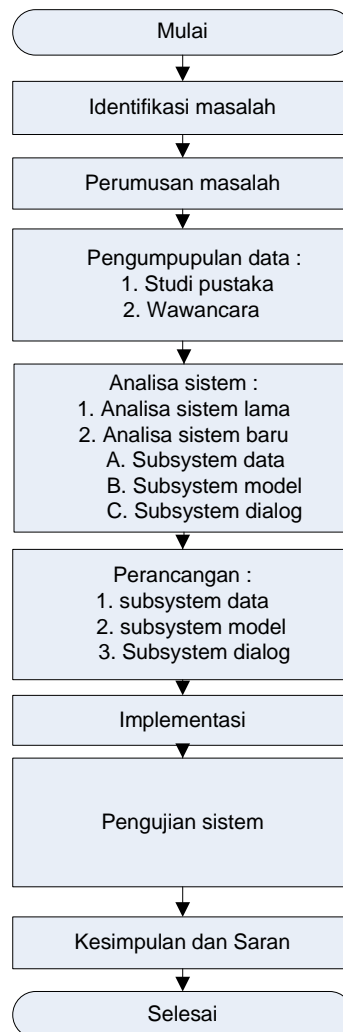 Mulai
Identifikasi masalah
Perumusan masalah
Pengumpupulan data :
1. Studi pustaka
2. Wawancara
Analisa sistem :
1. Analisa sistem lama
2. Analisa sistem baru
A. Subsystem data
B. Subsystem model
C. Subsystem dialog
Perancangan :
1. subsystem data
2. subsystem model
3. Subsystem dialog
Implementasi
Pengujian sistem
Kesimpulan dan Saran
Selesai